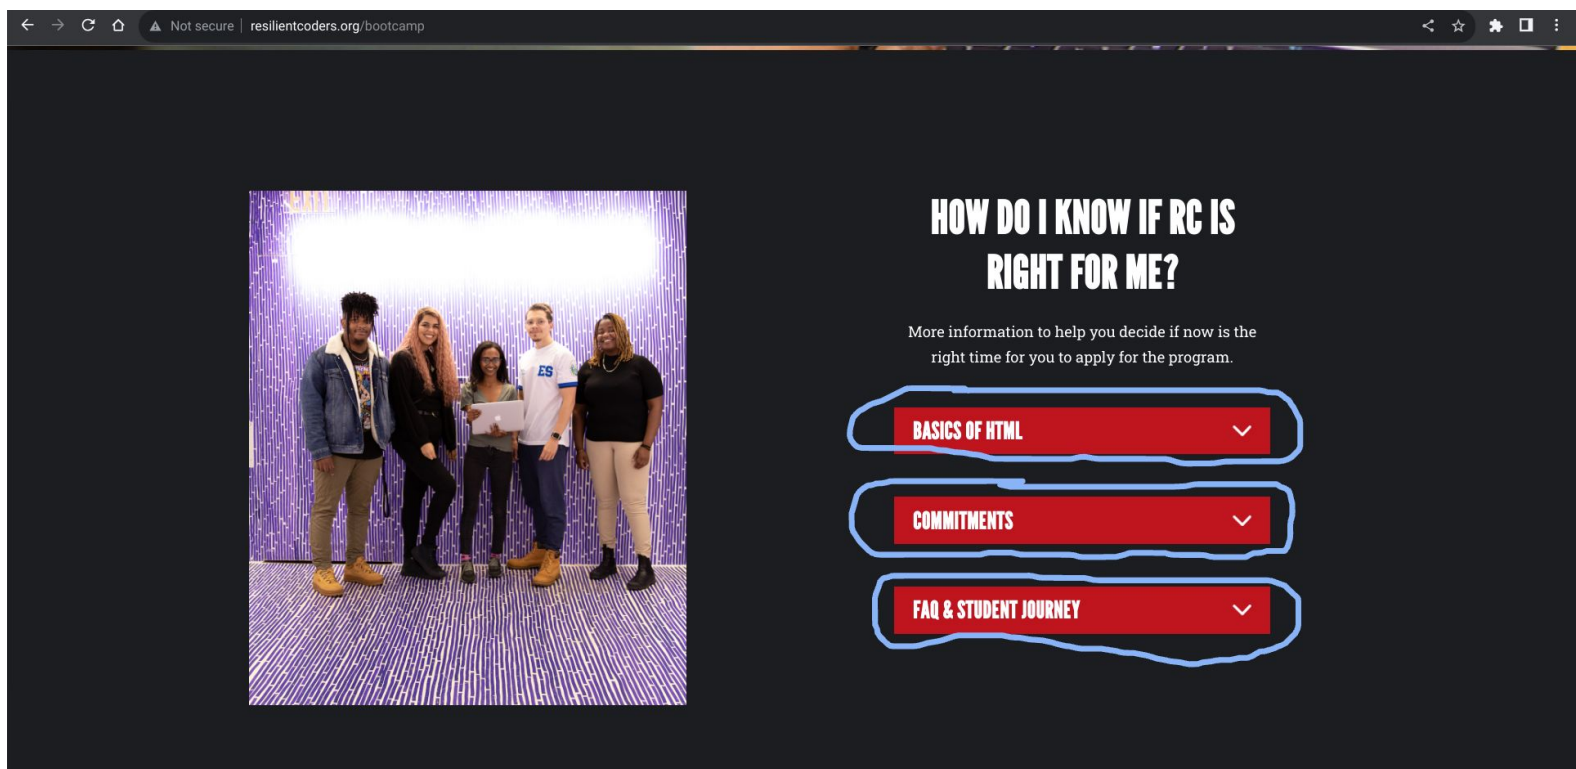 Not secure | resilientcoders.org/bootcamp
HOW DO I KNOW IF RC IS
RIGHT FOR ME?
More information to help you decide if now is the
right time for you to apply for the program.
ES
BASICS OF HTML
COMMITMENTS
FAQ & STUDENT JOURNEY